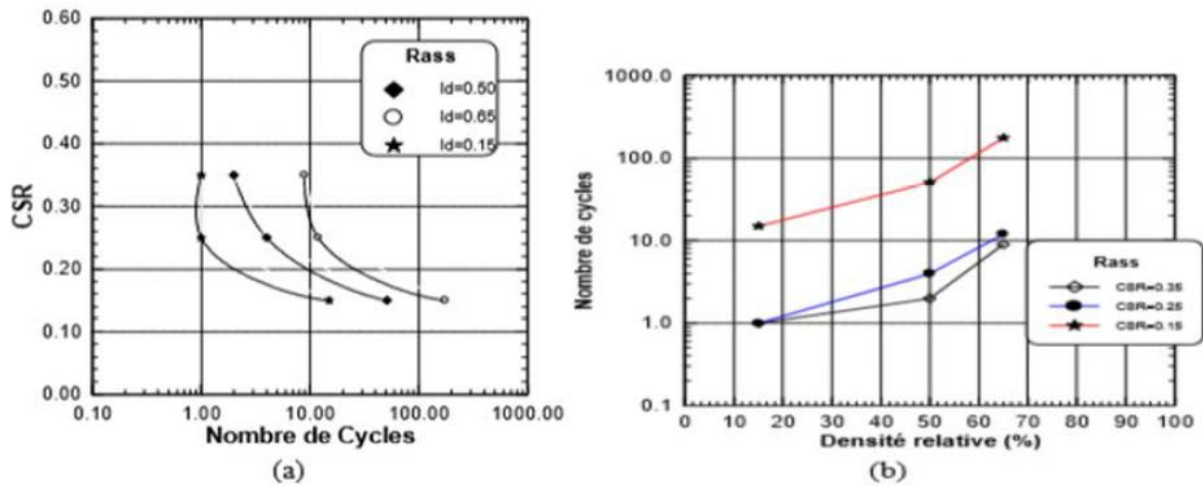 0.60
0.50
0.40
0.30
0.20
0.10
0.00
CSR
Rass
Id=0.50
Id=0.65
Id=0.15
0.10 1.00 10.00 100.00 1000.00
Nombre de Cycles
(a)
1000.0
100.0
10.0
1.0
0.1
Nombre de cycles
Rass
CSR=0.35
CSR=0.25
CSR=0.15
0 10 20 30 40 50 60 70 80 90 100
Densité relative (%)
(b)